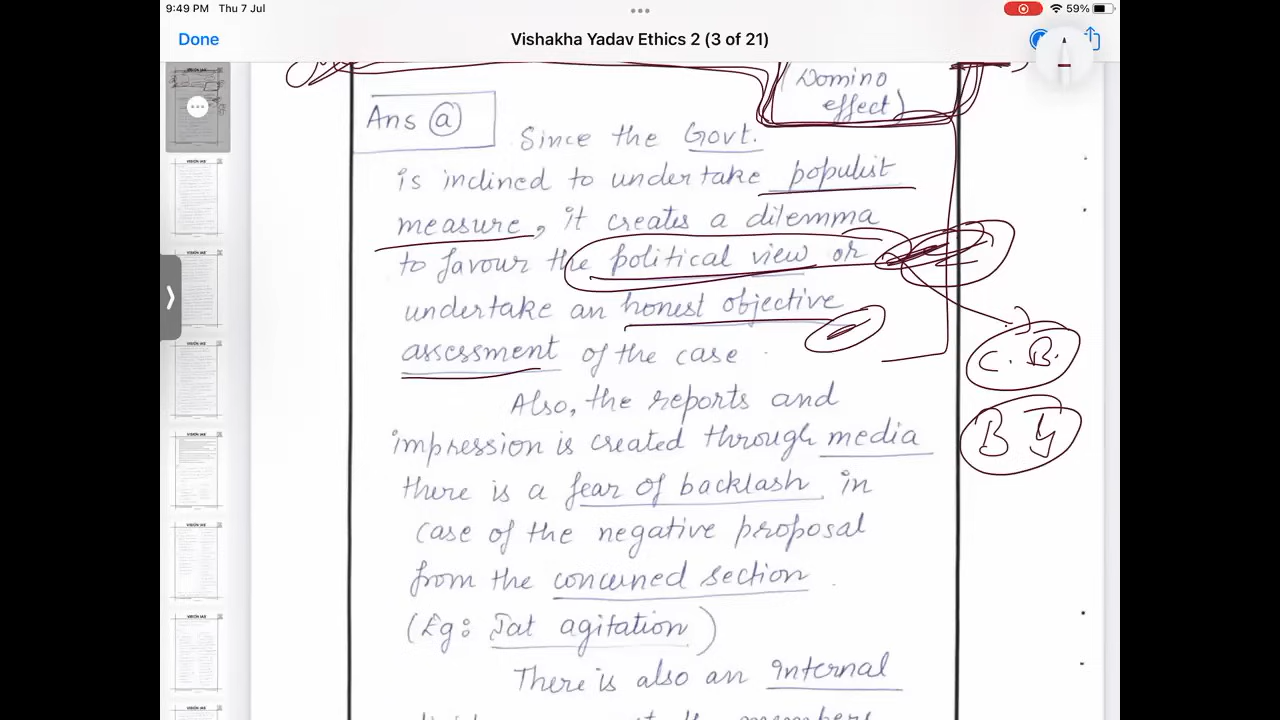 9:49 PM Thu 7 Jul
59%
Done
Vishakha Yadav Ethics 2 (3 of 21)
(Domino
effect)
Ans (a)
Since the Govt.
is inclined to undertake populist
measure, it creates a dilemma
to favour the political view or
undertake an honest objective
assessment of the case.
C.B.
B Y
Also, the reports and
impression is created through media
there is a fear of backlash in
case of the negative proposal
from the concerned section.
(Eg: Jat agitation)
There is also an internal